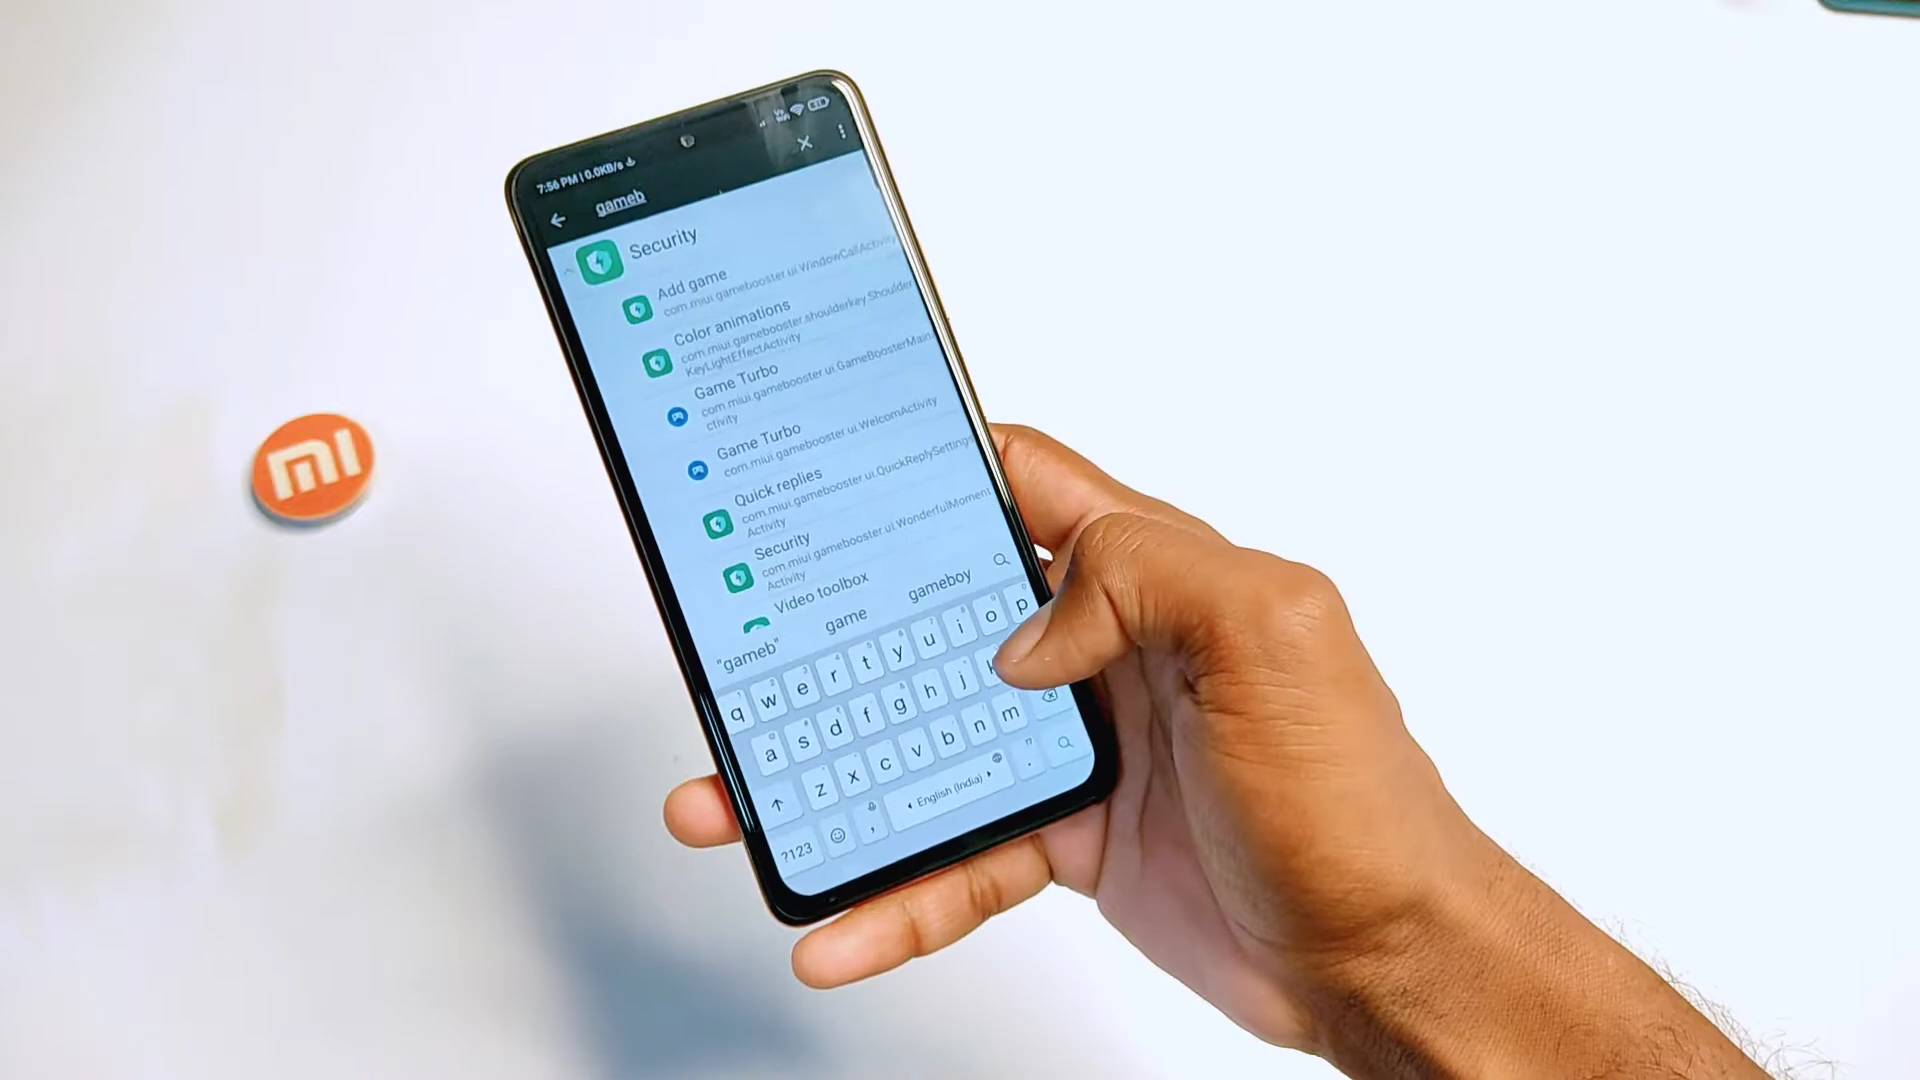 7:56 PM | 0.0KB/s
gameb
Security
Add game
com.miui.gamebooster.ui.WindowCallActivity
Color animations
com.miui.gamebooster.shoulderkey.Shoulder
KeyLightEffectActivity
Game Turbo
com.miui.gamebooster.ui.GameBoosterMain
ctivity
Game Turbo
com.miui.gamebooster.ui.WelcomActivity
Quick replies
com.miui.gamebooster.ui.QuickReplySettings
Activity
Security
com.miui.gamebooster.ui.WonderfulMoment
Activity
Video toolbox
"gameb" game gameboy
q w e r t y u i o p
a s d f g h j k
z x c v b n m
?123 , English (India) .
mi